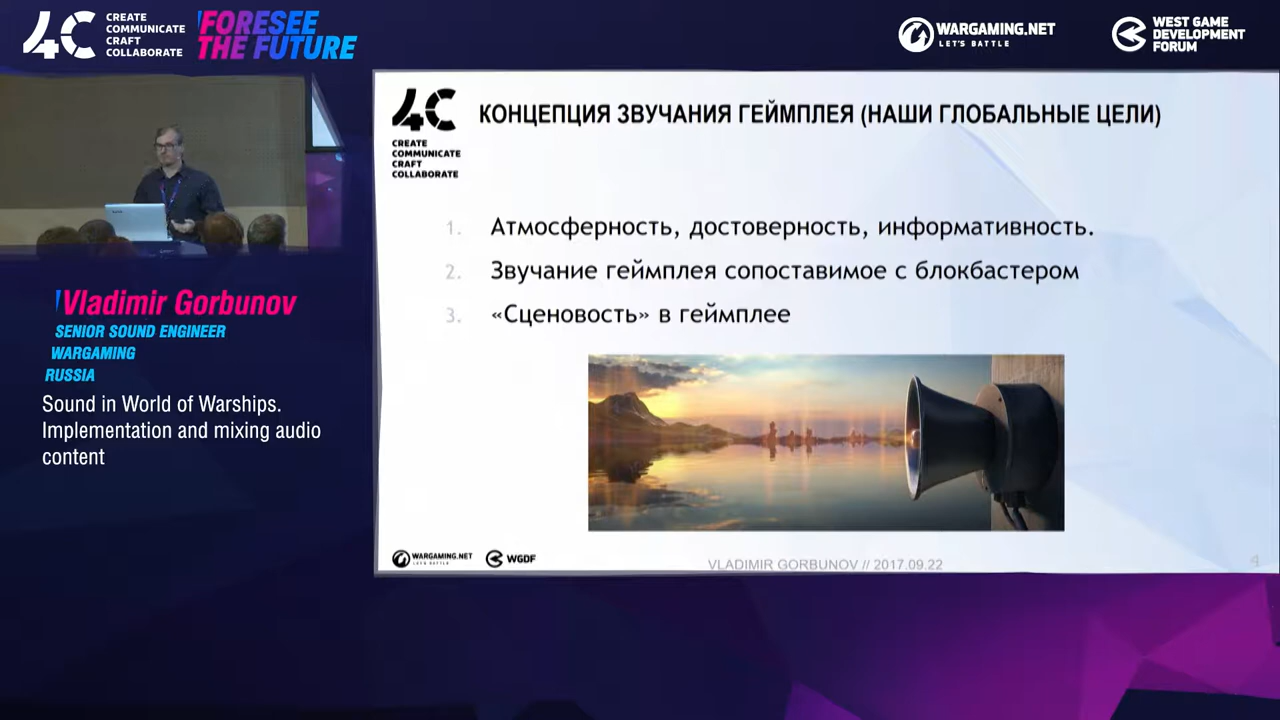 4C
CREATE
COMMUNICATE
CRAFT
COLLABORATE
FORESEE
THE FUTURE
WARGAMING.NET
LET'S BATTLE
WEST GAME
DEVELOPMENT
FORUM
4C
CREATE
COMMUNICATE
CRAFT
COLLABORATE
КОНЦЕПЦИЯ ЗВУЧАНИЯ ГЕЙМПЛЕЯ (НАШИ ГЛОБАЛЬНЫЕ ЦЕЛИ)
1. Атмосферность, достоверность, информативность.
2. Звучание геймплея сопоставимое с блокбастером
3. «Сценовость» в геймплее
WARGAMING.NET
LET'S BATTLE
WGDF
VLADIMIR GORBUNOV // 2017.09.22
4
Vladimir Gorbunov
SENIOR SOUND ENGINEER
WARGAMING
RUSSIA
Sound in World of Warships.
Implementation and mixing audio
content